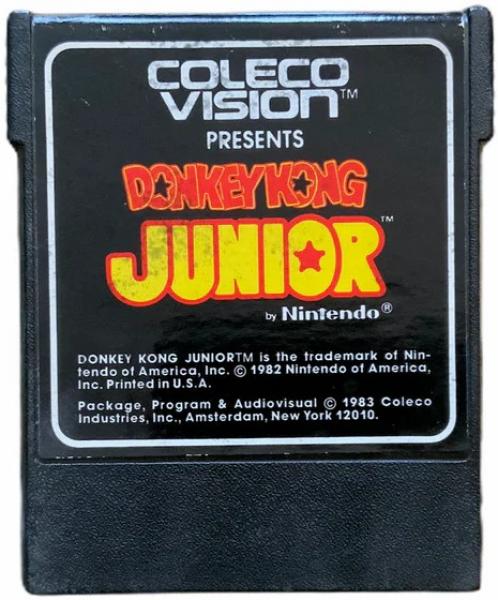 COLECO
VISION™
PRESENTS
DONKEY KONG
JUNIOR™
by Nintendo®
DONKEY KONG JUNIORTM is the trademark of Nin-
tendo of America, Inc. © 1982 Nintendo of America,
Inc. Printed in U.S.A.
Package, Program & Audiovisual © 1983 Coleco
Industries, Inc., Amsterdam, New York 12010.